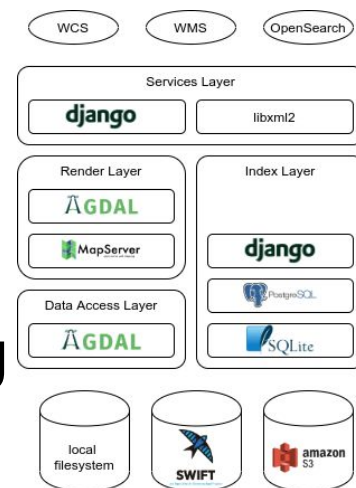 WCS WMS OpenSearch
Services Layer
django libxml2
Render Layer Index Layer
GDAL
MapServer django
PostgreSQL
Data Access Layer
GDAL SQLite
local
filesystem
SWIFT
amazon
S3